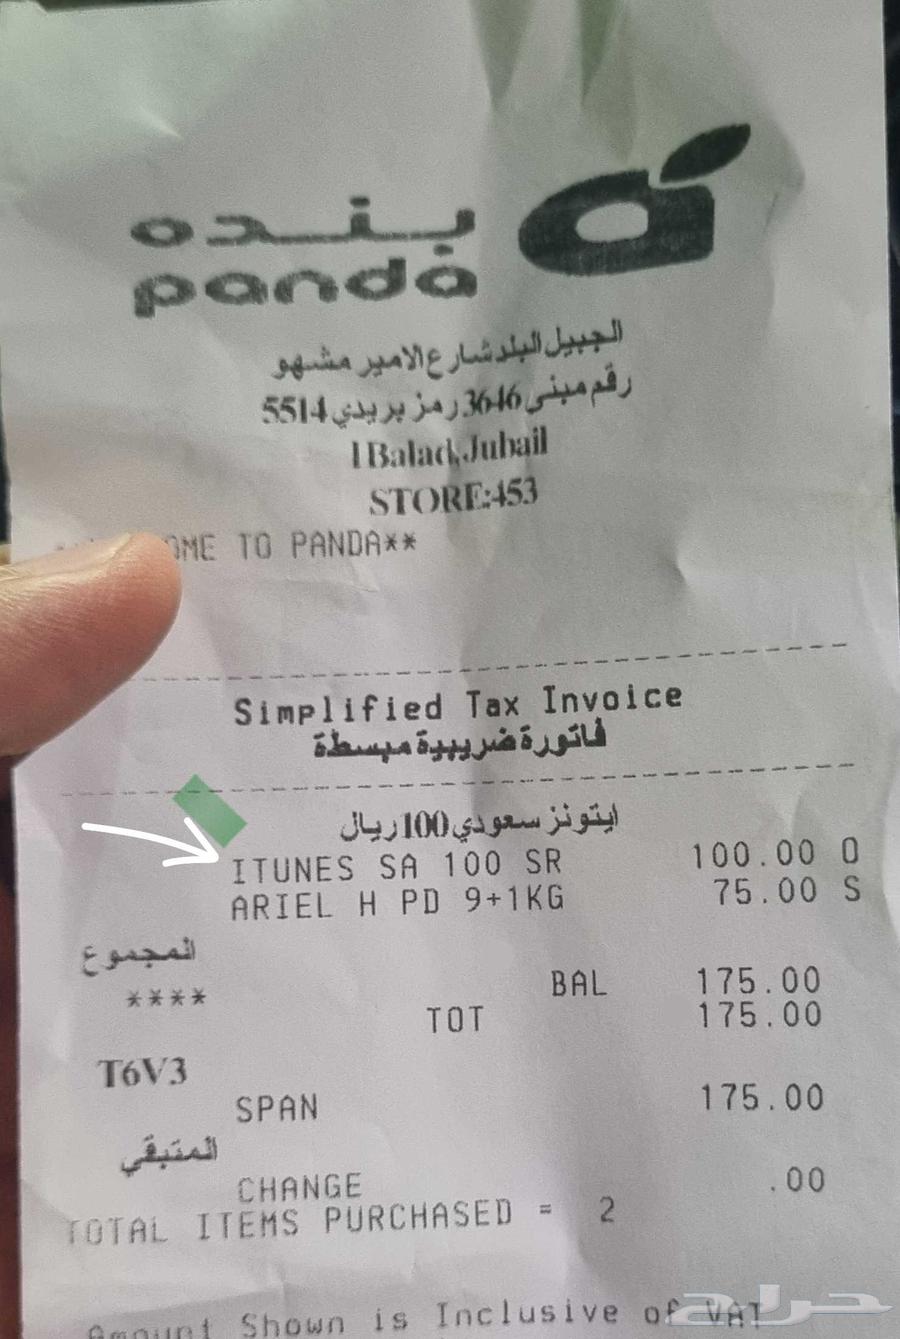 بنده
panda
الجبيل البلد شارع الامير مشهو
رقم مبنى 3646 رمز بريدي 5514
l Balad,Jubail
STORE:453
OME TO PANDA**
Simplified Tax Invoice
فاتورة ضريبية مبسطة
ايتونز سعودي 100 ريال
ITUNES SA 100 SR 100.00 O
ARIEL H PD 9+1KG 75.00 S
المجموع
BAL 175.00
****
TOT 175.00
T6V3
SPAN 175.00
المتبقي
CHANGE .00
TOTAL ITEMS PURCHASED = 2
Amount Shown is Inclusive of VAT
حراج